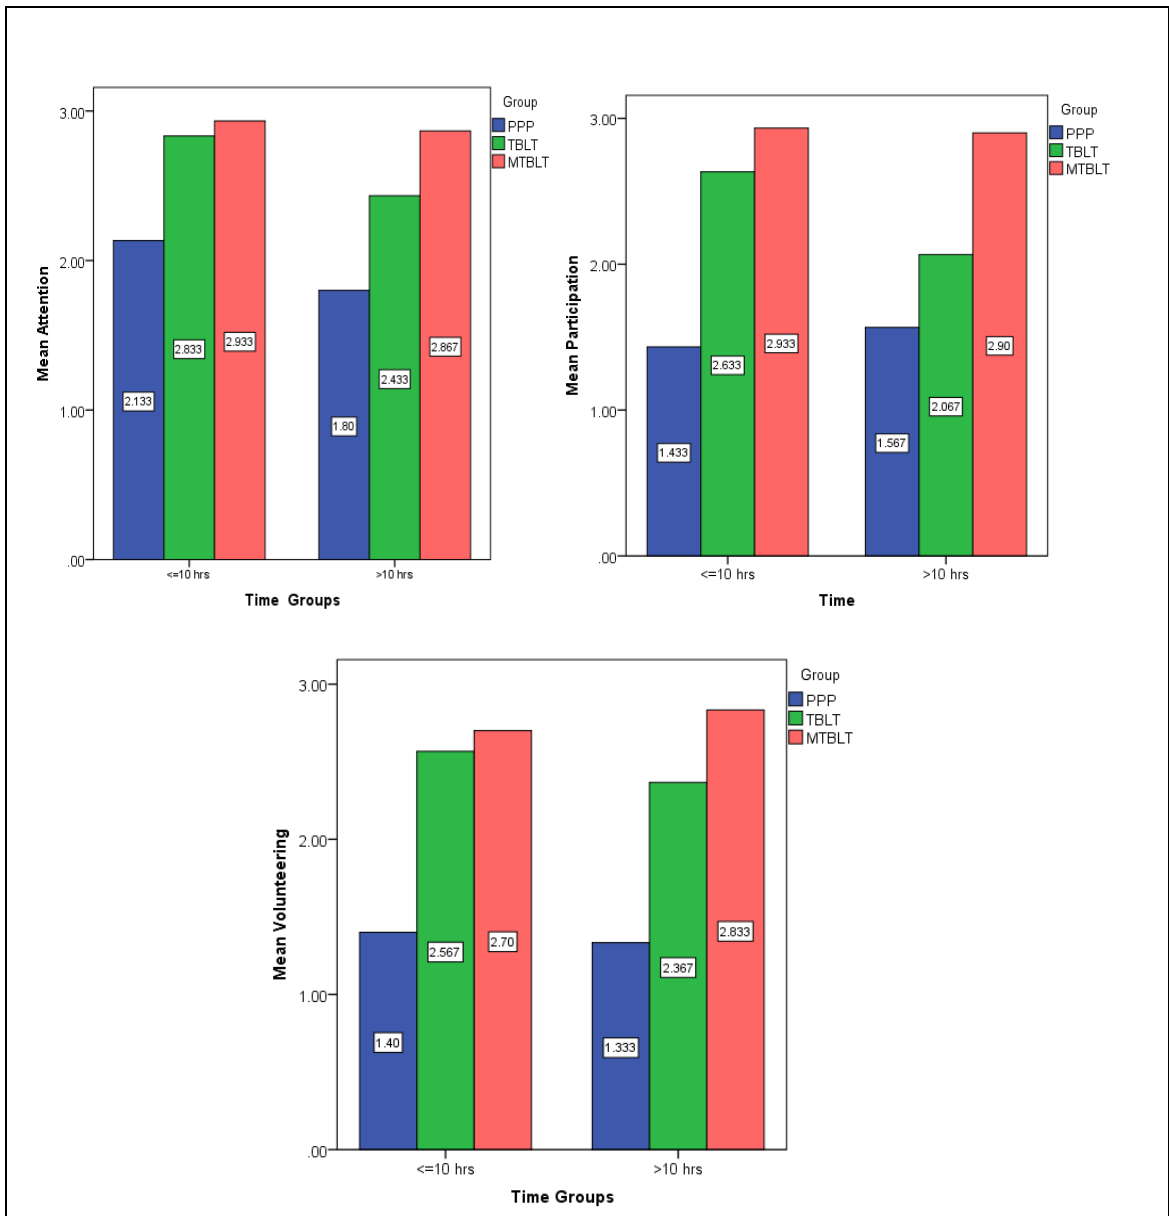 Group
PPP
TBLT
MTBLT
3.00
2.00
1.00
.00
Mean Attention
2.133
2.833
2.933
1.80
2.433
2.867
<=10 hrs
>10 hrs
Time Groups
Group
PPP
TBLT
MTBLT
3.00
2.00
1.00
.00
Mean Participation
1.433
2.633
2.933
1.567
2.067
2.90
<=10 hrs
>10 hrs
Time
Group
PPP
TBLT
MTBLT
3.00
2.00
1.00
.00
Mean Volunteering
1.40
2.567
2.70
1.333
2.367
2.833
<=10 hrs
>10 hrs
Time Groups